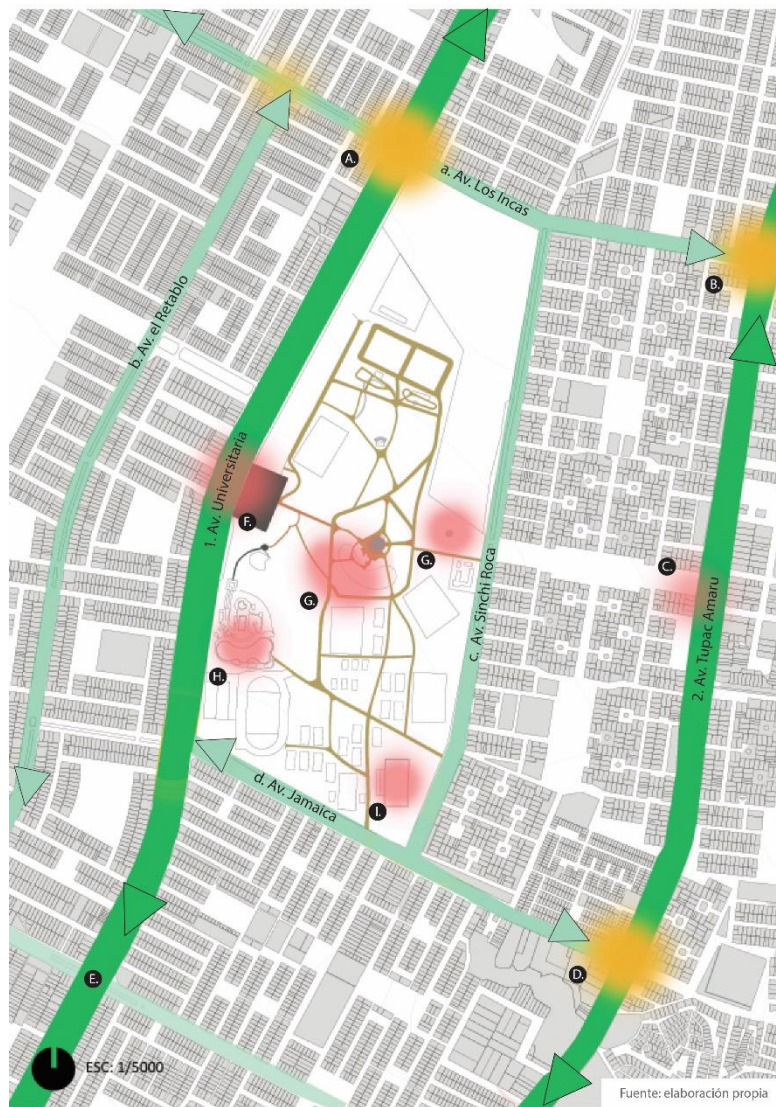 A.
a. Av. Los Incas
B.
b. Av. el Retablo
1. Av. Universitaria
F.
G.
G.
C.
c. Av. Sinchi Roca
2. Av. Tupac Amaru
H.
d. Av. Jamaica
I.
D.
E.
ESC: 1/5000
Fuente: elaboración propia